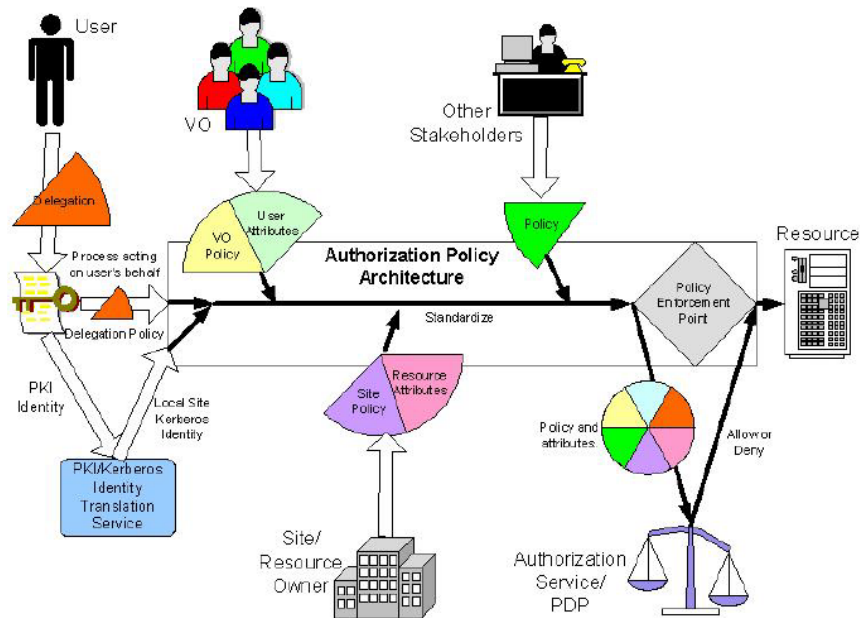 User
VO
Other
Stakeholders
Delegation
VO
Policy
User
Attributes
Policy
Resource
Process acting
on user's behalf
Authorization Policy
Architecture
Policy
Enforcement
Point
Standardize
Delegation Policy
PKI
Identity
Local Site
Kerberos
Identity
Site
Policy
Resource
Attributes
Policy and
attributes.
Allow or
Deny
PKI/Kerberos
Identity
Translation
Service
Site/
Resource
Owner
Authorization
Service/
PDP